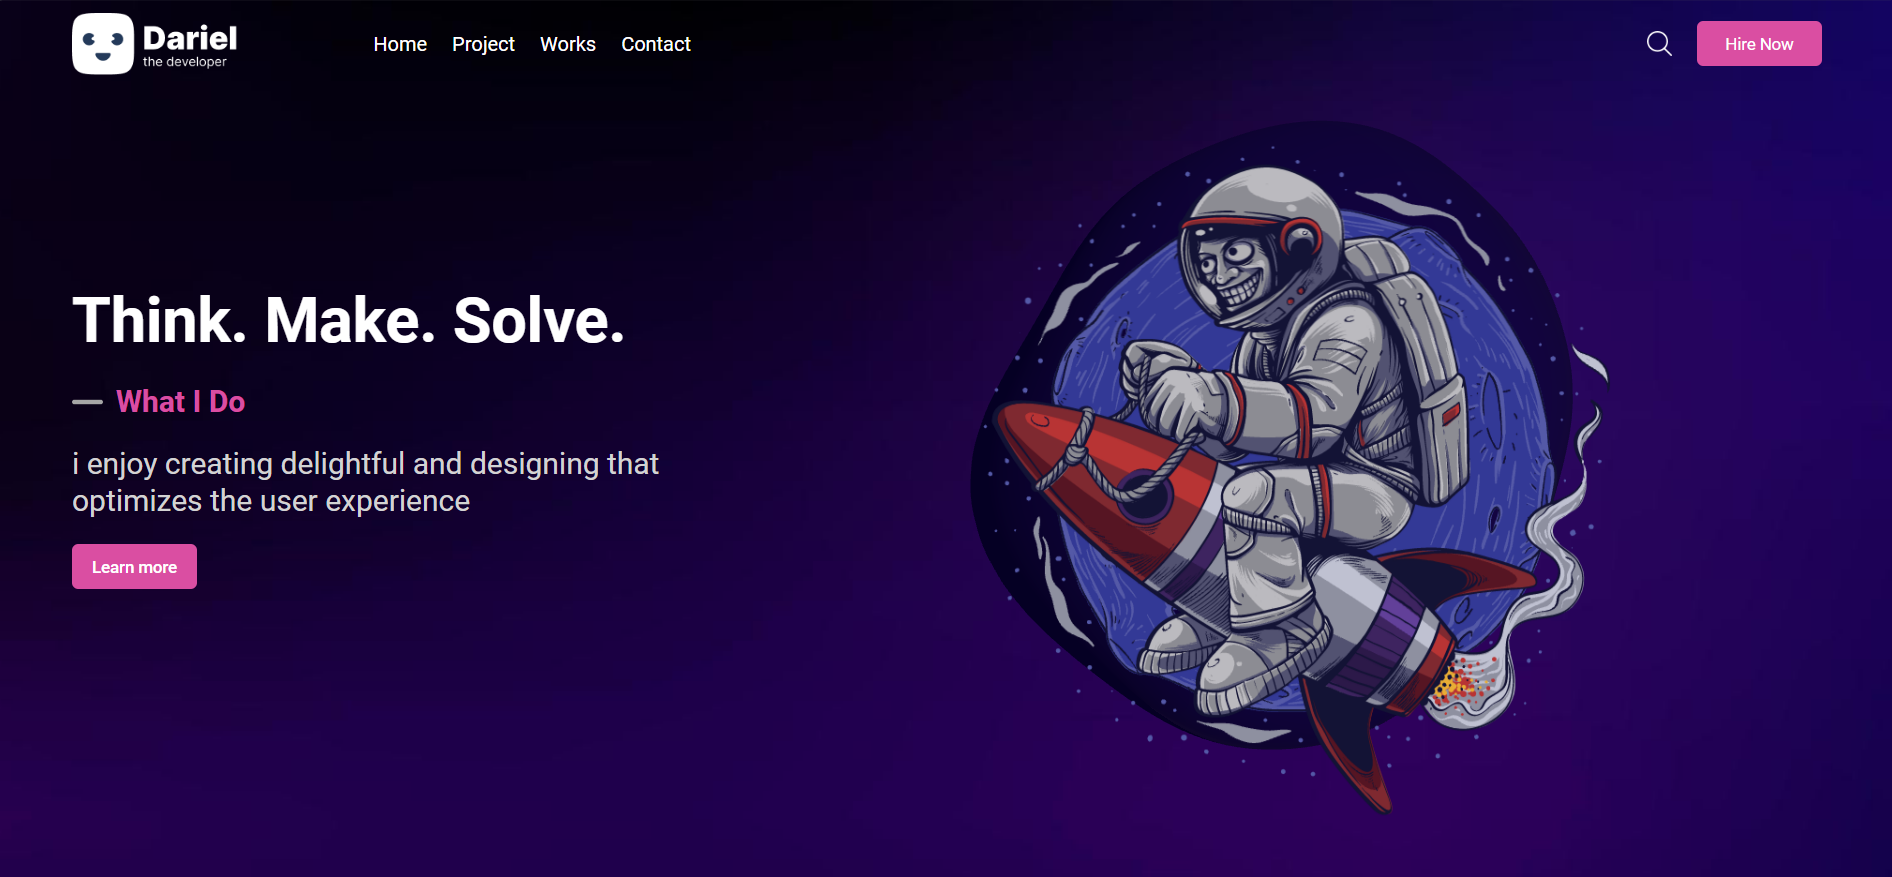 Dariel
the developer
Home Project Works Contact
Hire Now
Think. Make. Solve.
What I Do
i enjoy creating delightful and designing that
optimizes the user experience
Learn more